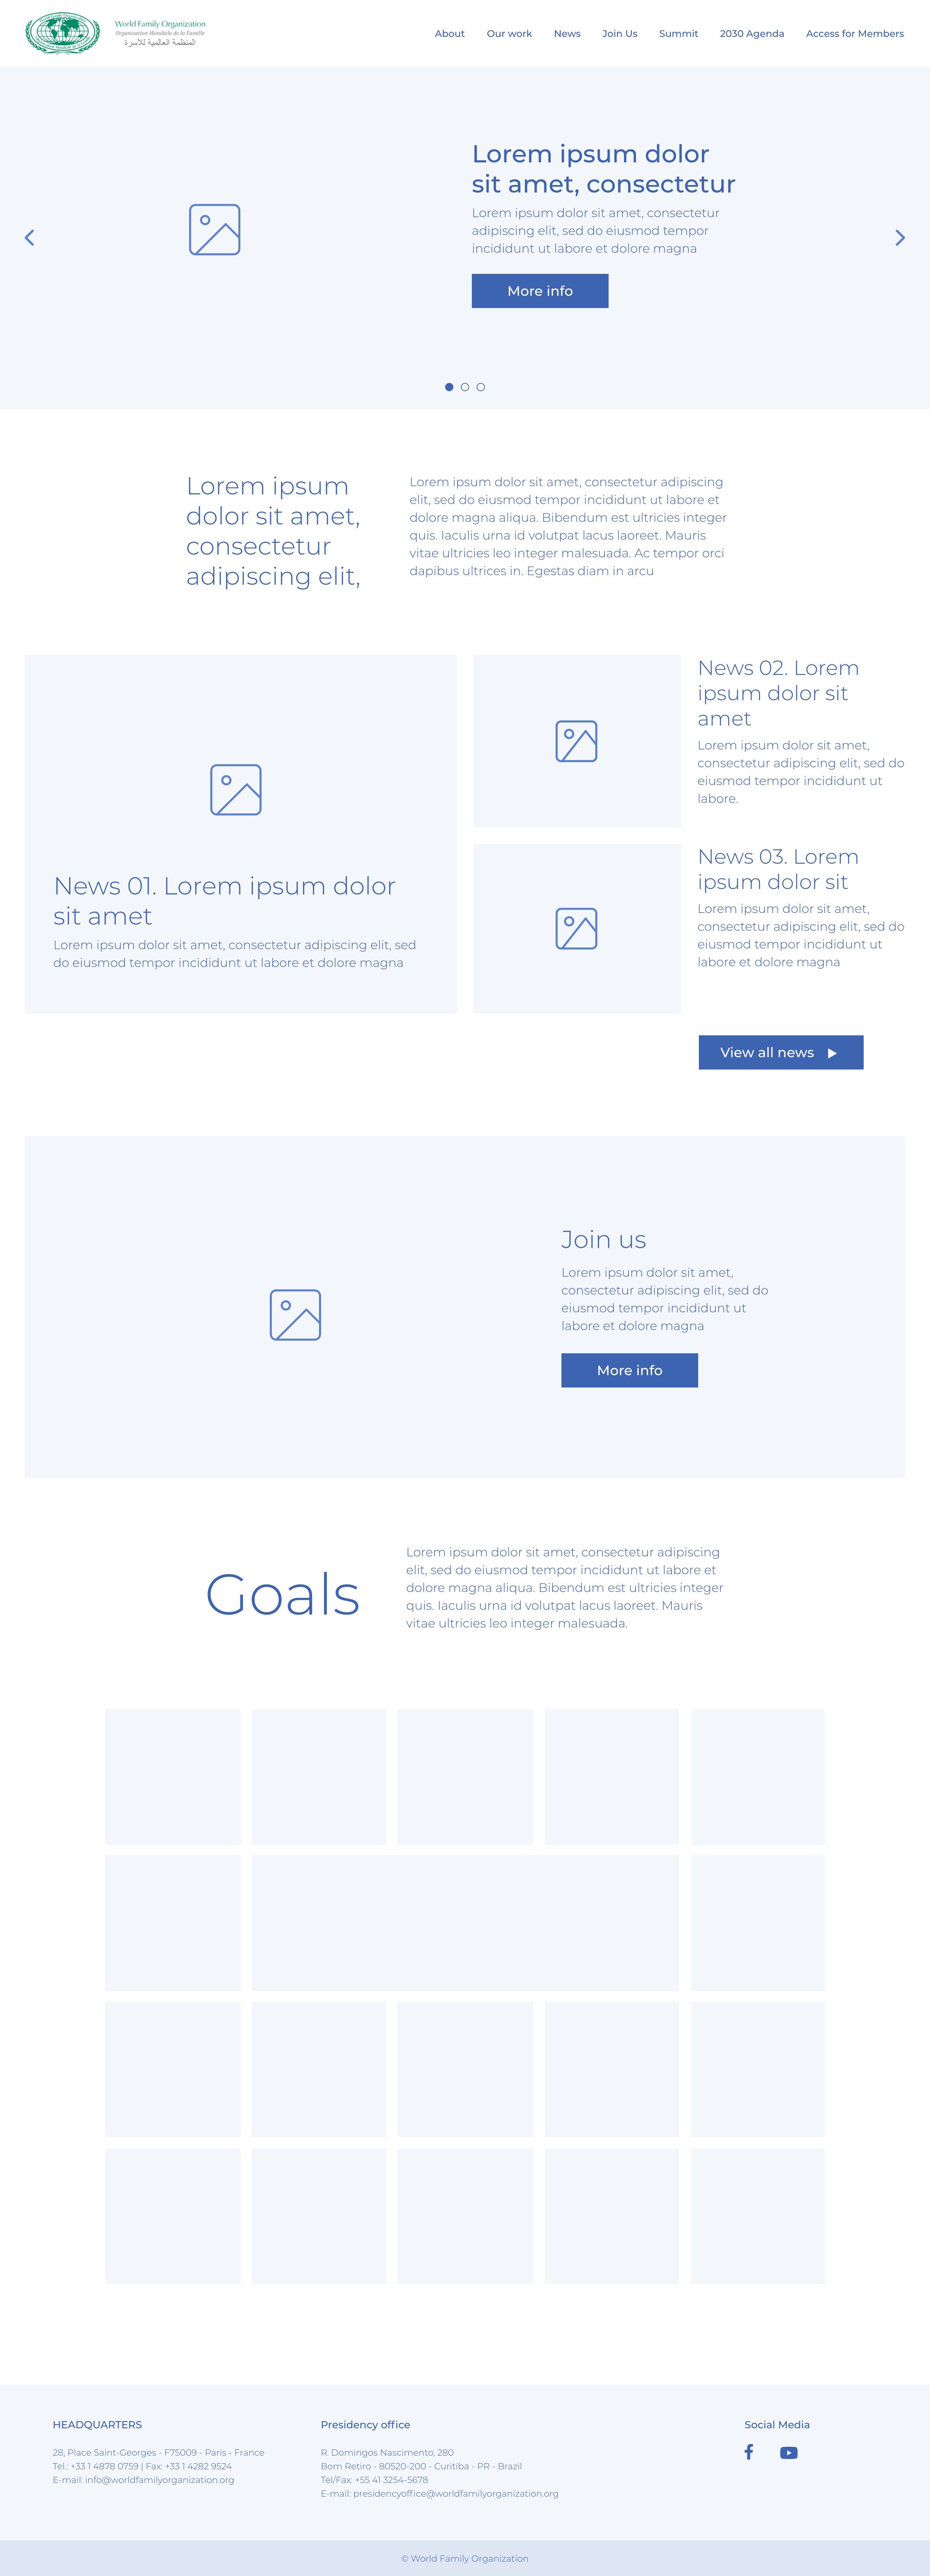 World Family Organization
Organisation Mondiale de la Famille
المنظمة العالمية للأسرة
About
Our work
News
Join Us
Summit
2030 Agenda
Access for Members
Lorem ipsum dolor
sit amet, consectetur
Lorem ipsum dolor sit amet, consectetur
adipiscing elit, sed do eiusmod tempor
incididunt ut labore et dolore magna
More info
Lorem ipsum
dolor sit amet,
consectetur
adipiscing elit,
Lorem ipsum dolor sit amet, consectetur adipiscing
elit, sed do eiusmod tempor incididunt ut labore et
dolore magna aliqua. Bibendum est ultricies integer
quis. Iaculis urna id volutpat lacus laoreet. Mauris
vitae ultricies leo integer malesuada. Ac tempor orci
dapibus ultrices in. Egestas diam in arcu
News 01. Lorem ipsum dolor
sit amet
Lorem ipsum dolor sit amet, consectetur adipiscing elit, sed
do eiusmod tempor incididunt ut labore et dolore magna
News 02. Lorem
ipsum dolor sit
amet
Lorem ipsum dolor sit amet,
consectetur adipiscing elit, sed do
eiusmod tempor incididunt ut
labore.
News 03. Lorem
ipsum dolor sit
Lorem ipsum dolor sit amet,
consectetur adipiscing elit, sed do
eiusmod tempor incididunt ut
labore et dolore magna
View all news
Join us
Lorem ipsum dolor sit amet,
consectetur adipiscing elit, sed do
eiusmod tempor incididunt ut
labore et dolore magna
More info
Goals
Lorem ipsum dolor sit amet, consectetur adipiscing
elit, sed do eiusmod tempor incididunt ut labore et
dolore magna aliqua. Bibendum est ultricies integer
quis. Iaculis urna id volutpat lacus laoreet. Mauris
vitae ultricies leo integer malesuada.
HEADQUARTERS
28, Place Saint-Georges - F75009 - Paris - France
Tel.: +33 1 4878 0759 | Fax: +33 1 4282 9524
E-mail: info@worldfamilyorganization.org
Presidency office
R. Domingos Nascimento, 280
Bom Retiro - 80520-200 - Curitiba - PR - Brazil
Tel/Fax: +55 41 3254-5678
E-mail: presidencyoffice@worldfamilyorganization.org
Social Media
© World Family Organization